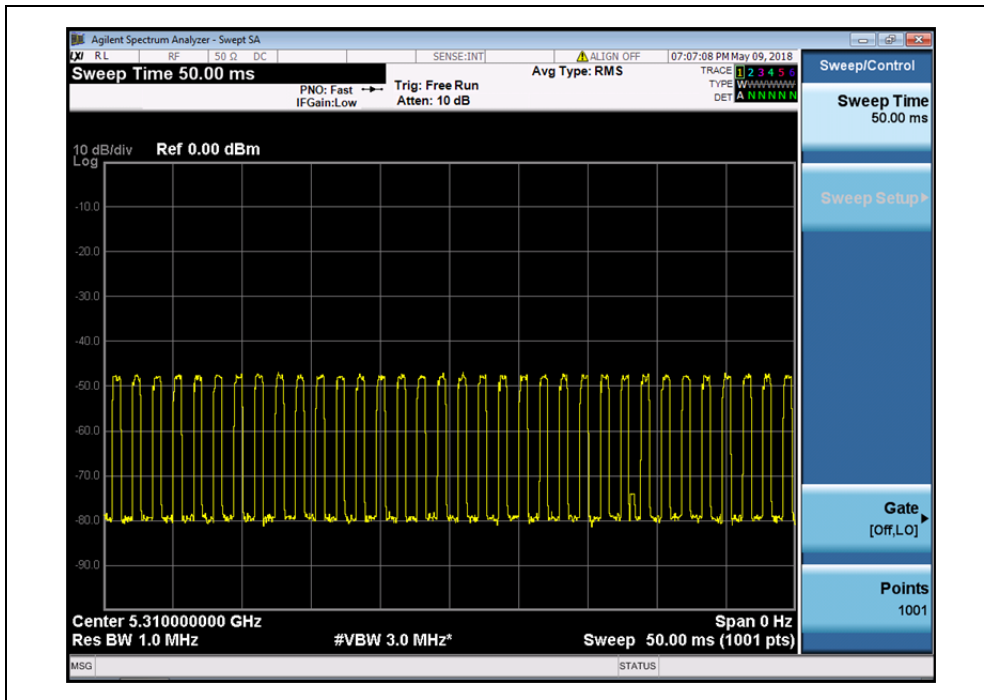 Agilent Spectrum Analyzer - Swept SA
LXI RL RF 50 Ω DC SENSE:INT ALIGN OFF 07:07:08 PM May 09, 2018
Sweep Time 50.00 ms
PNO: Fast
IFGain:Low
Trig: Free Run
Atten: 10 dB
Avg Type: RMS
TRACE 1 2 3 4 5 6
TYPE WWWWWW
DET A N N N N N
10 dB/div
Log
Ref 0.00 dBm
-10.0
-20.0
-30.0
-40.0
-50.0
-60.0
-70.0
-80.0
-90.0
Center 5.310000000 GHz
Span 0 Hz
Res BW 1.0 MHz
#VBW 3.0 MHz*
Sweep 50.00 ms (1001 pts)
MSG
STATUS
Sweep/Control
Sweep Time
50.00 ms
Sweep Setup
Gate
[Off,LO]
Points
1001